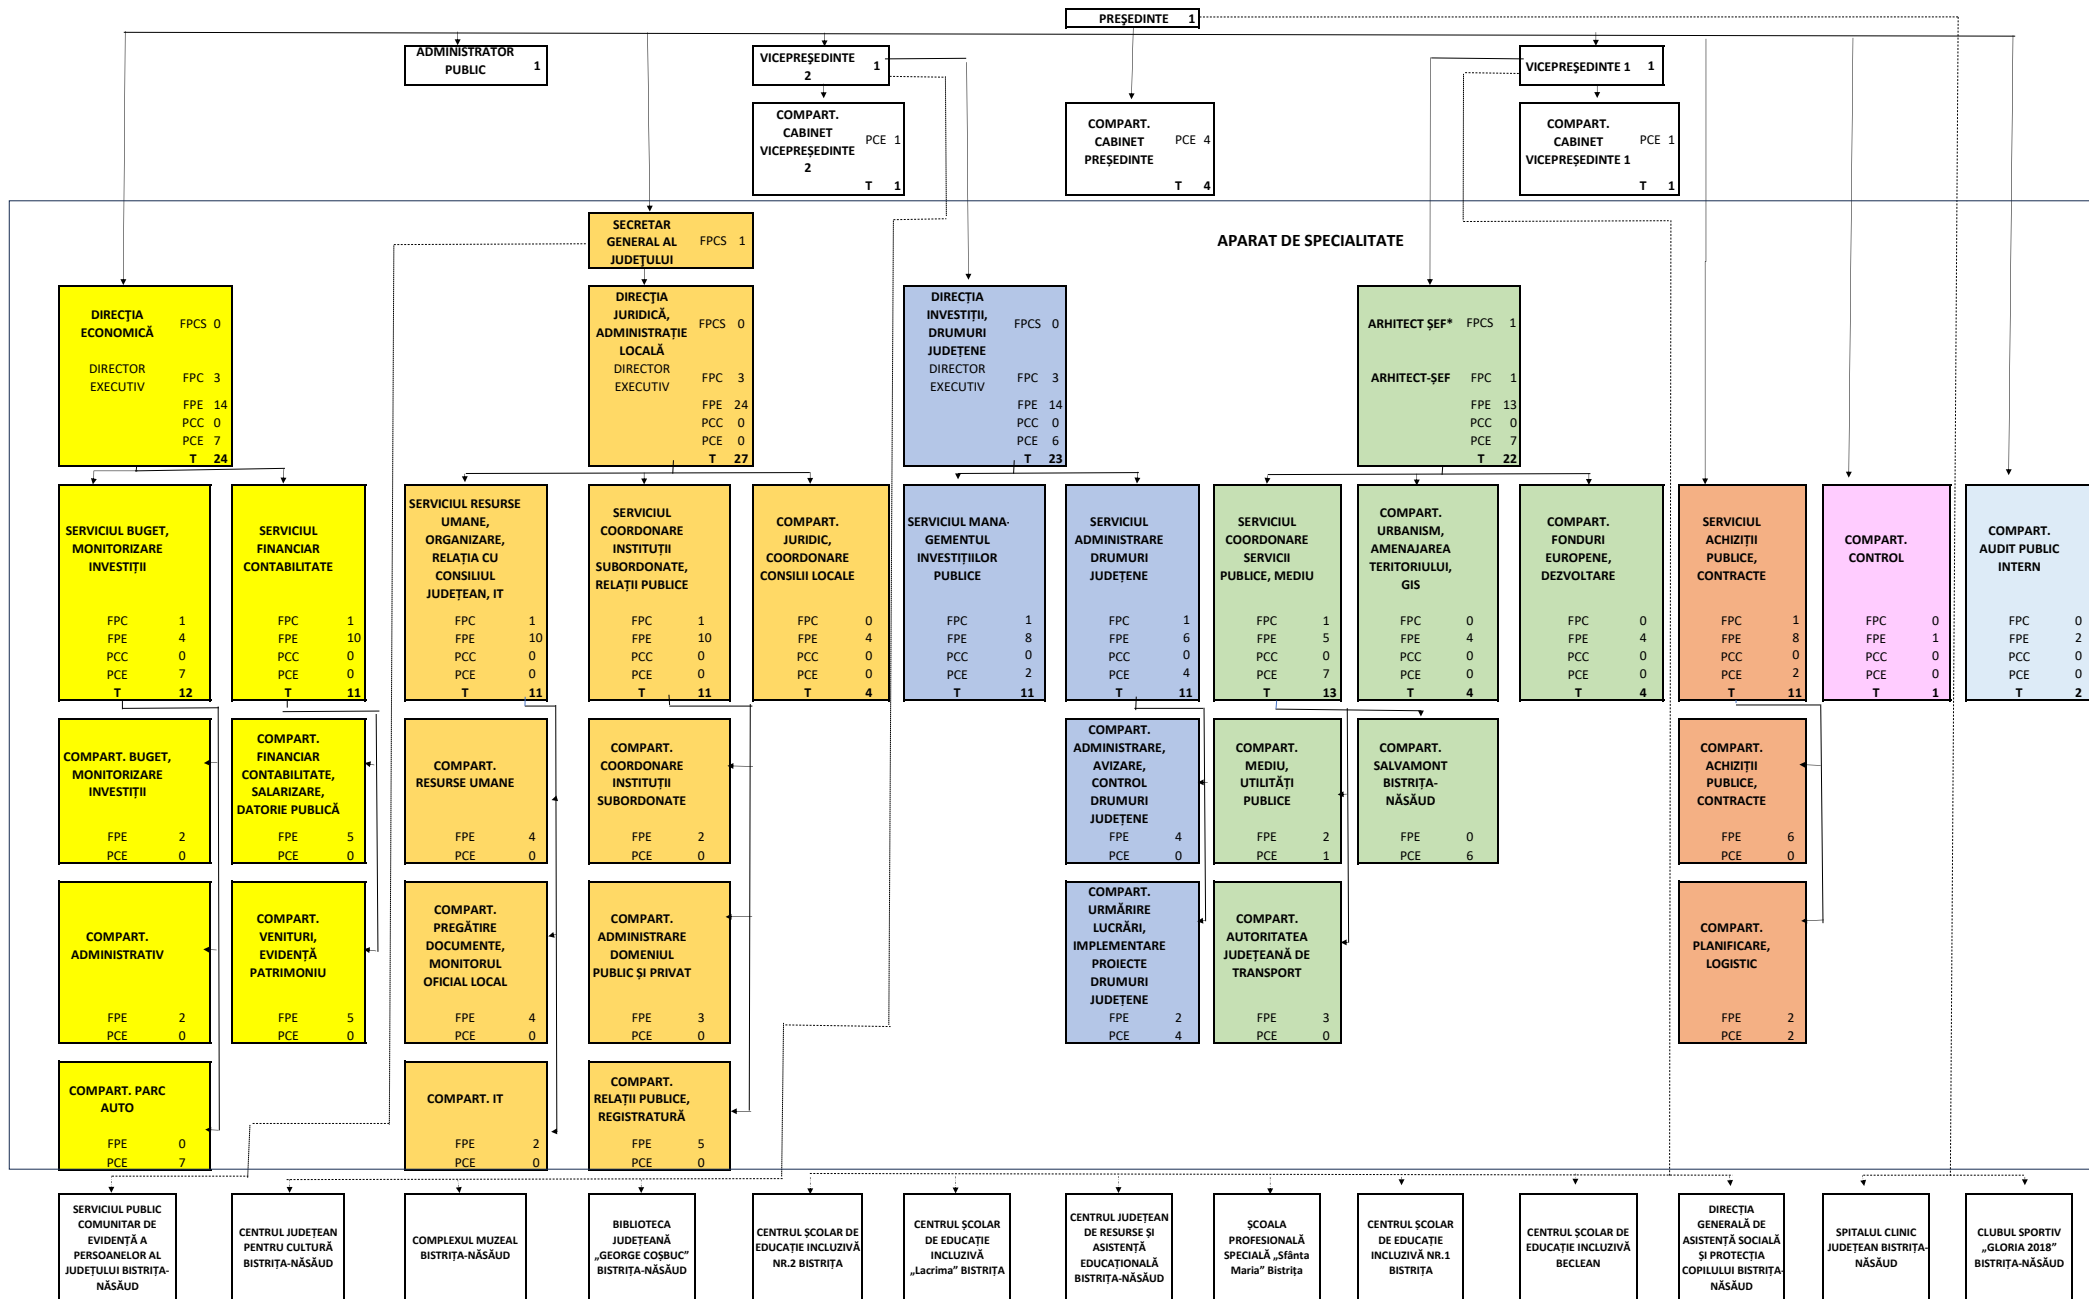 PREŞEDINTE 1
ADMINISTRATOR
PUBLIC 1
VICEPREŞEDINTE
2 1
VICEPREŞEDINTE 1 1
COMPART.
CABINET
VICEPREŞEDINTE
2
PCE 1
T 1
COMPART.
CABINET
PREŞEDINTE
PCE 4
T 4
COMPART.
CABINET
VICEPREŞEDINTE 1
PCE 1
T 1
SECRETAR
GENERAL AL
JUDEŢULUI
FPCS 1
APARAT DE SPECIALITATE
DIRECŢIA
ECONOMICĂ
FPCS 0
DIRECTOR
EXECUTIV
FPC 3
FPE 14
PCC 0
PCE 7
T 24
DIRECŢIA
JURIDICĂ,
ADMINISTRAŢIE
LOCALĂ
FPCS 0
DIRECTOR
EXECUTIV
FPC 3
FPE 24
PCC 0
PCE 0
T 27
DIRECŢIA
INVESTIŢII,
DRUMURI
JUDEŢENE
FPCS 0
DIRECTOR
EXECUTIV
FPC 3
FPE 14
PCC 0
PCE 6
T 23
ARHITECT ŞEF* FPCS 1
ARHITECT-ŞEF FPC 1
FPE 13
PCC 0
PCE 7
T 22
SERVICIUL BUGET,
MONITORIZARE
INVESTIŢII
FPC 1
FPE 4
PCC 0
PCE 7
T 12
SERVICIUL
FINANCIAR
CONTABILITATE
FPC 1
FPE 10
PCC 0
PCE 0
T 11
SERVICIUL RESURSE
UMANE,
ORGANIZARE,
RELAŢIA CU
CONSILIUL
JUDEŢEAN, IT
FPC 1
FPE 10
PCC 0
PCE 0
T 11
SERVICIUL
COORDONARE
INSTITUŢII
SUBORDONATE,
RELAŢII PUBLICE
FPC 1
FPE 10
PCC 0
PCE 0
T 11
COMPART.
JURIDIC,
COORDONARE
CONSILII LOCALE
FPC 0
FPE 4
PCC 0
PCE 0
T 4
SERVICIUL MANA-
GEMENTUL
INVESTIŢIILOR
PUBLICE
FPC 1
FPE 8
PCC 0
PCE 2
T 11
SERVICIUL
ADMINISTRARE
DRUMURI
JUDEŢENE
FPC 1
FPE 6
PCC 0
PCE 4
T 11
SERVICIUL
COORDONARE
SERVICII
PUBLICE, MEDIU
FPC 1
FPE 5
PCC 0
PCE 7
T 13
COMPART.
URBANISM,
AMENAJAREA
TERITORIULUI,
GIS
FPC 0
FPE 4
PCC 0
PCE 0
T 4
COMPART.
FONDURI
EUROPENE,
DEZVOLTARE
FPC 0
FPE 4
PCC 0
PCE 0
T 4
SERVICIUL
ACHIZIŢII
PUBLICE,
CONTRACTE
FPC 1
FPE 8
PCC 0
PCE 2
T 11
COMPART.
CONTROL
FPC 0
FPE 1
PCC 0
PCE 0
T 1
COMPART.
AUDIT PUBLIC
INTERN
FPC 0
FPE 2
PCC 0
PCE 0
T 2
COMPART. BUGET,
MONITORIZARE
INVESTIŢII
FPE 2
PCE 0
COMPART.
FINANCIAR
CONTABILITATE,
SALARIZARE,
DATORIE PUBLICĂ
FPE 5
PCE 0
COMPART.
RESURSE UMANE
FPE 4
PCE 0
COMPART.
COORDONARE
INSTITUŢII
SUBORDONATE
FPE 2
PCE 0
COMPART.
ADMINISTRARE,
AVIZARE,
CONTROL
DRUMURI
JUDEŢENE
FPE 4
PCE 0
COMPART.
MEDIU,
UTILITĂŢI
PUBLICE
FPE 2
PCE 1
COMPART.
SALVAMONT
BISTRIŢA-
NĂSĂUD
FPE 0
PCE 6
COMPART.
ACHIZIŢII
PUBLICE,
CONTRACTE
FPE 6
PCE 0
COMPART.
ADMINISTRATIV
FPE 2
PCE 0
COMPART.
VENITURI,
EVIDENŢĂ
PATRIMONIU
FPE 5
PCE 0
COMPART.
PREGĂTIRE
DOCUMENTE,
MONITORUL
OFICIAL LOCAL
FPE 4
PCE 0
COMPART.
ADMINISTRARE
DOMENIUL
PUBLIC ŞI PRIVAT
FPE 3
PCE 0
COMPART.
URMĂRIRE
LUCRĂRI,
IMPLEMENTARE
PROIECTE
DRUMURI
JUDEŢENE
FPE 2
PCE 4
COMPART.
AUTORITATEA
JUDEŢEANĂ DE
TRANSPORT
FPE 3
PCE 0
COMPART.
PLANIFICARE,
LOGISTIC
FPE 2
PCE 2
COMPART. PARC
AUTO
FPE 0
PCE 7
COMPART. IT
FPE 2
PCE 0
COMPART.
RELAŢII PUBLICE,
REGISTRATURĂ
FPE 5
PCE 0
SERVICIUL PUBLIC
COMUNITAR DE
EVIDENŢĂ A
PERSOANELOR AL
JUDEŢULUI BISTRIŢA-
NĂSĂUD
CENTRUL JUDEŢEAN
PENTRU CULTURĂ
BISTRIŢA-NĂSĂUD
COMPLEXUL MUZEAL
BISTRIŢA-NĂSĂUD
BIBLIOTECA
JUDEŢEANĂ
„GEORGE COŞBUC”
BISTRIŢA-NĂSĂUD
CENTRUL ŞCOLAR DE
EDUCAŢIE INCLUZIVĂ
NR.2 BISTRIŢA
CENTRUL ŞCOLAR
DE EDUCAŢIE
INCLUZIVĂ
„Lacrima” BISTRIŢA
CENTRUL JUDEŢEAN
DE RESURSE ŞI
ASISTENŢĂ
EDUCAŢIONALĂ
BISTRIŢA-NĂSĂUD
ŞCOALA
PROFESIONALĂ
SPECIALĂ „Sfânta
Maria” Bistriţa
CENTRUL ŞCOLAR
DE EDUCAŢIE
INCLUZIVĂ NR.1
BISTRIŢA
CENTRUL ŞCOLAR DE
EDUCAŢIE INCLUZIVĂ
BECLEAN
DIRECŢIA
GENERALĂ DE
ASISTENŢĂ SOCIALĂ
ŞI PROTECŢIA
COPILULUI BISTRIŢA-
NĂSĂUD
SPITALUL CLINIC
JUDEŢEAN BISTRIŢA-
NĂSĂUD
CLUBUL SPORTIV
„GLORIA 2018”
BISTRIŢA-NĂSĂUD